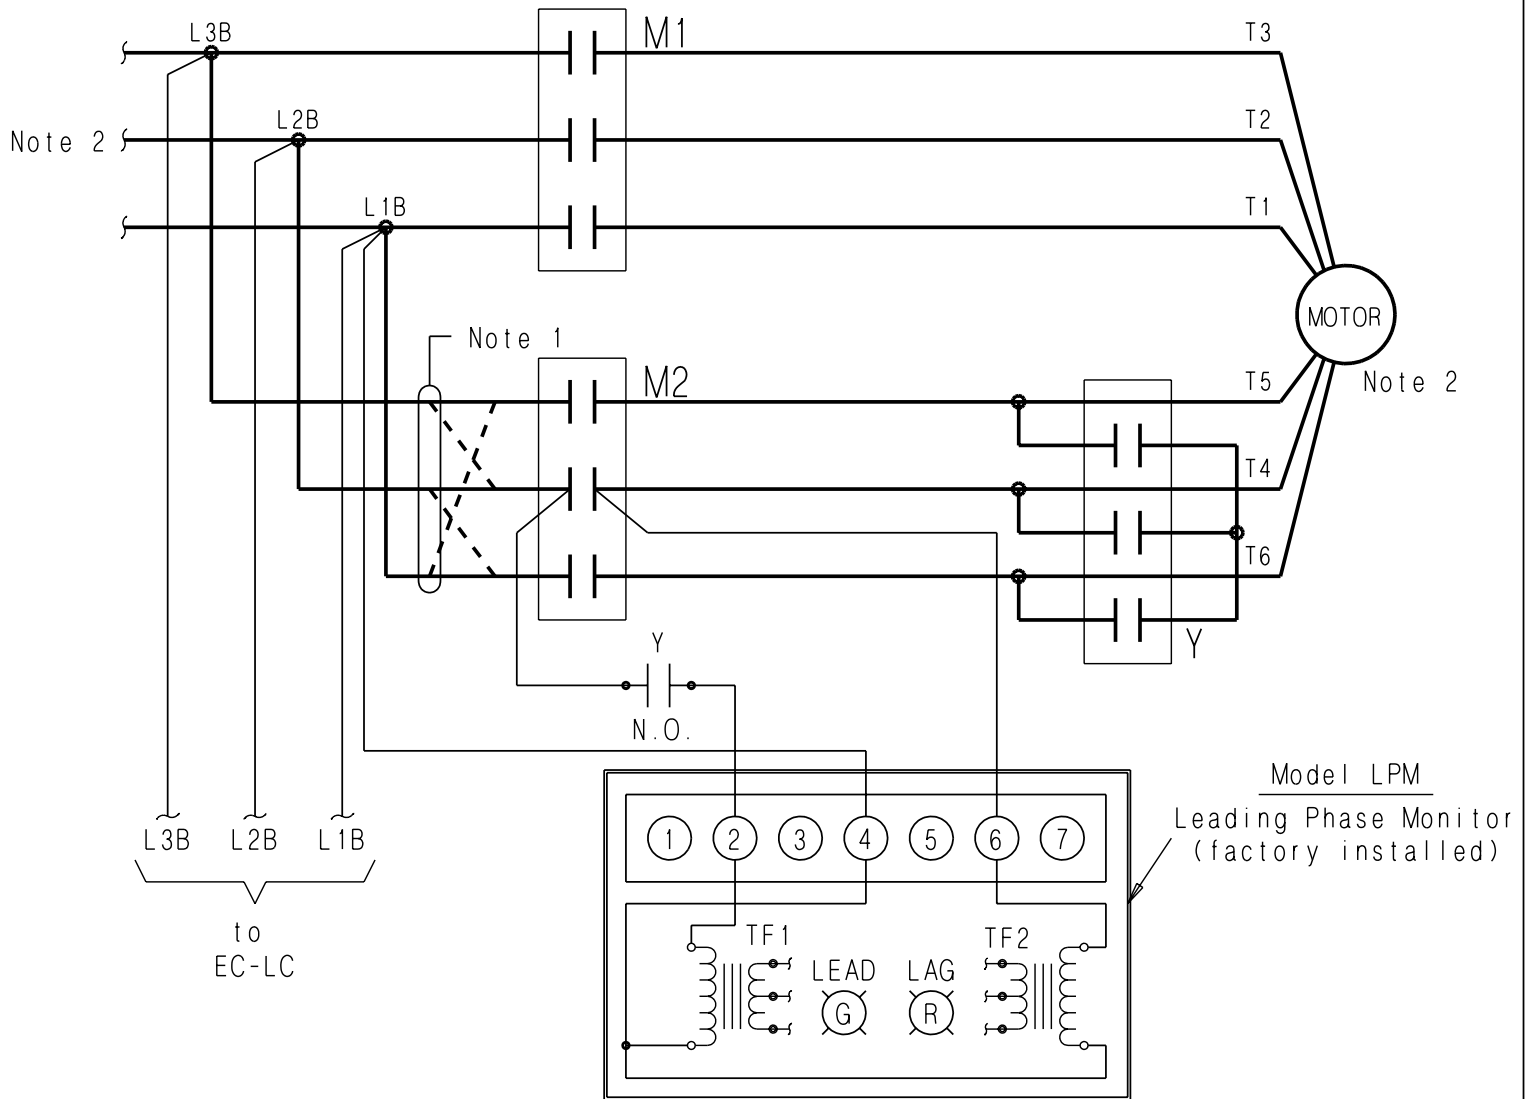 L3B
M1
T3
Note 2
L2B
T2
L1B
T1
MOTOR
Note 1
M2
T5
Note 2
T4
T6
Y
Y
N.O.
Model LPM
Leading Phase Monitor
(factory installed)
L3B L2B L1B
1 2 3 4 5 6 7
to
EC-LC
TF1
TF2
LEAD LAG
G R